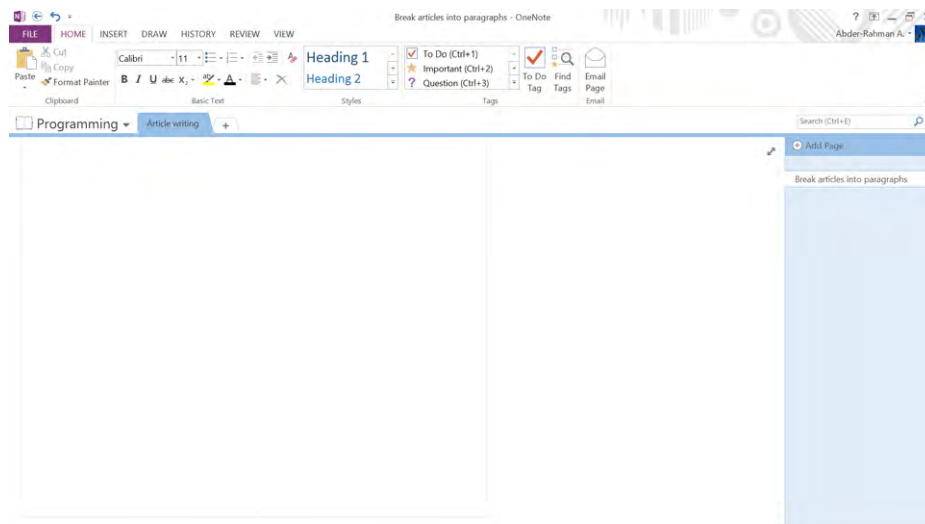 Break articles into paragraphs - OneNote
?
FILE HOME INSERT DRAW HISTORY REVIEW VIEW
Abder-Rahman A.
Paste
Cut
Copy
Format Painter
Clipboard
Calibri 11
B I U abc X₂ aby A
Basic Text
Heading 1
Heading 2
Styles
To Do (Ctrl+1)
Important (Ctrl+2)
? Question (Ctrl+3)
Tags
To Do Tag
Find Tags
Email Page
Email
Programming
Article writing
+
Search (Ctrl+E)
Add Page
Break articles into paragraphs